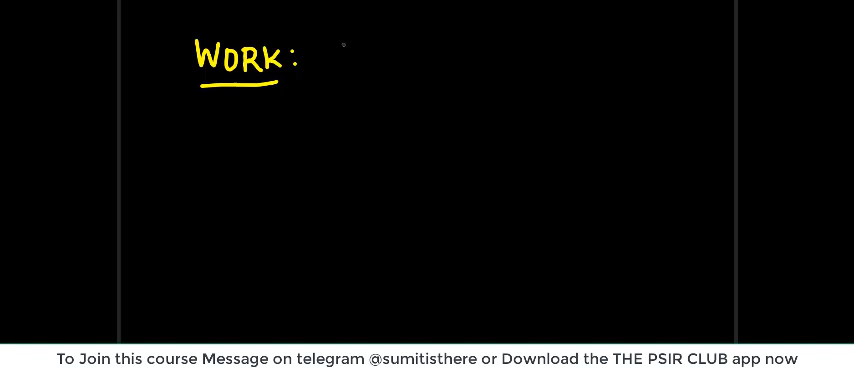 WORK:
To Join this course Message on telegram @sumitisthere or Download the THE PSIR CLUB app now